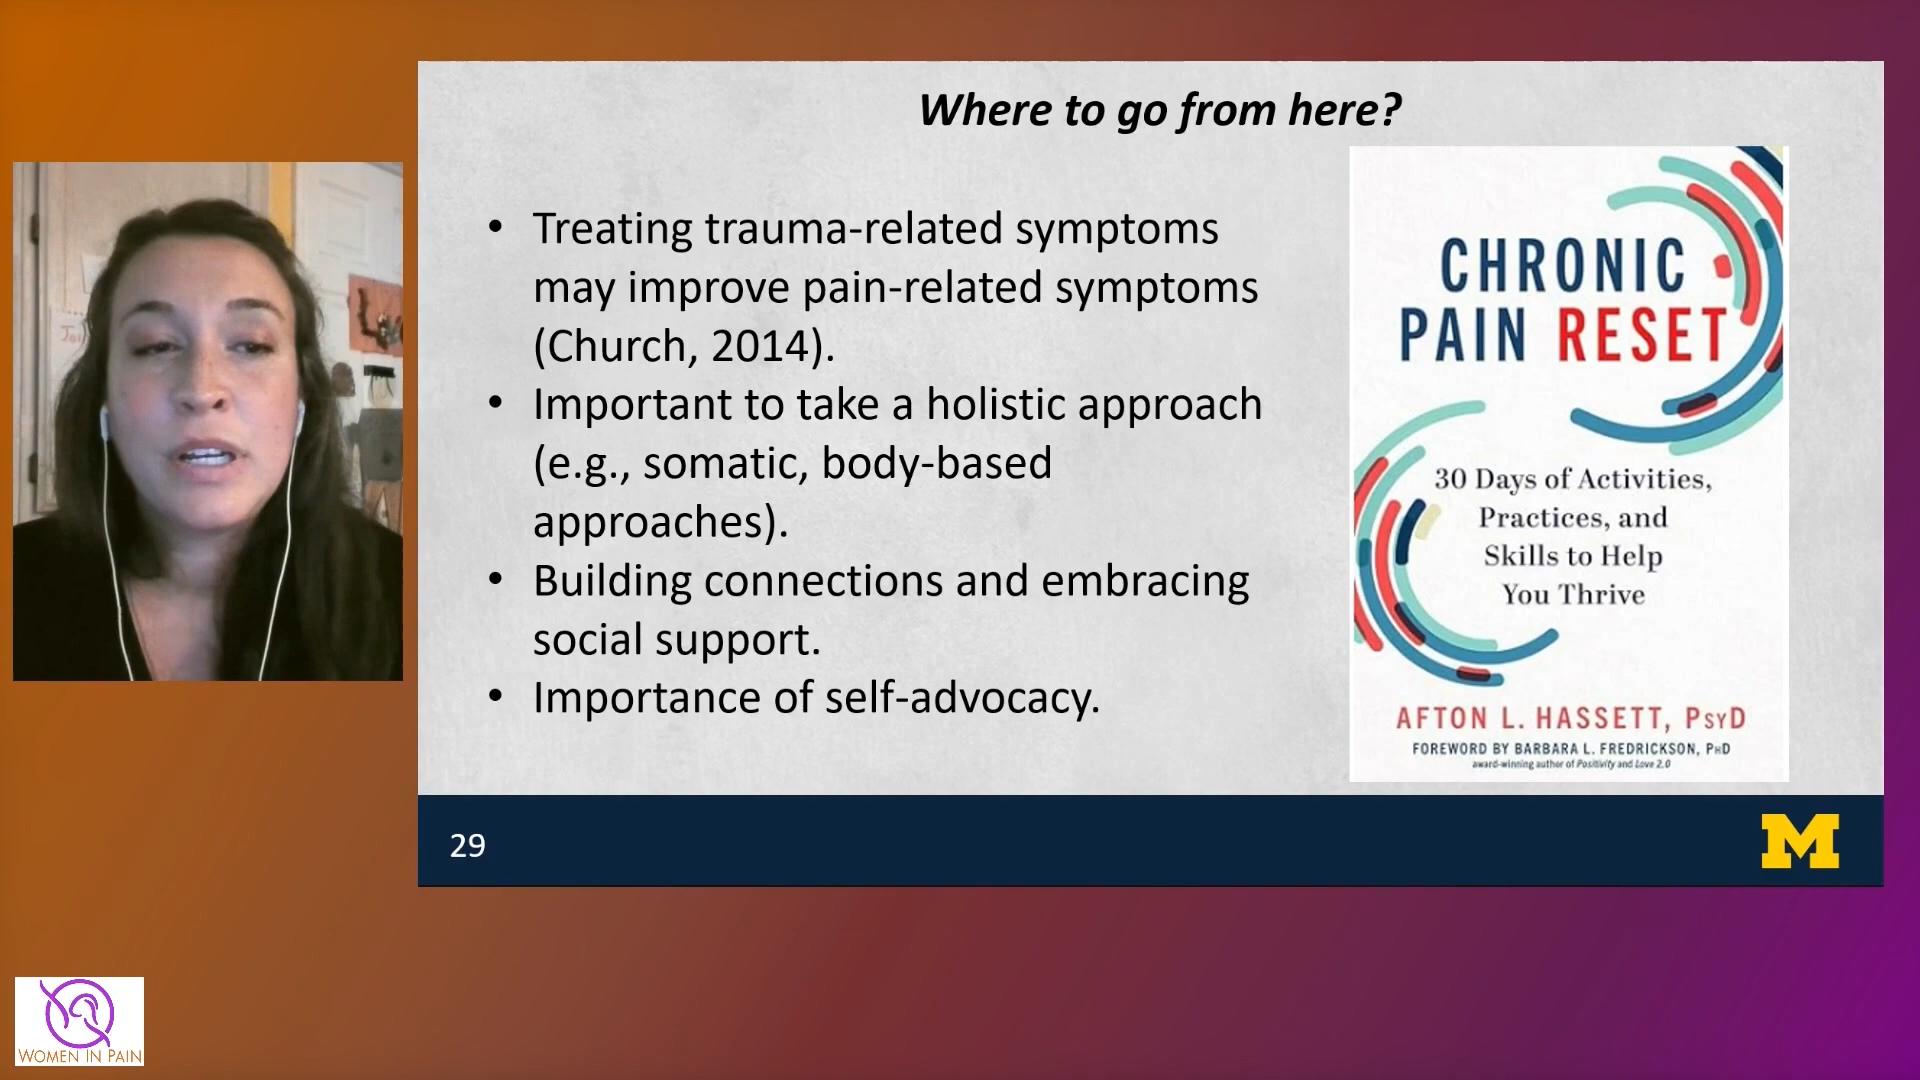 Where to go from here?
• Treating trauma-related symptoms
may improve pain-related symptoms
(Church, 2014).
• Important to take a holistic approach
(e.g., somatic, body-based
approaches).
• Building connections and embracing
social support.
• Importance of self-advocacy.
CHRONIC
PAIN RESET
30 Days of Activities,
Practices, and
Skills to Help
You Thrive
AFTON L. HASSETT, PSYD
FOREWORD BY BARBARA L. FREDRICKSON, PHD
award-winning author of Positivity and Love 2.0
29
M
WOMEN IN PAIN